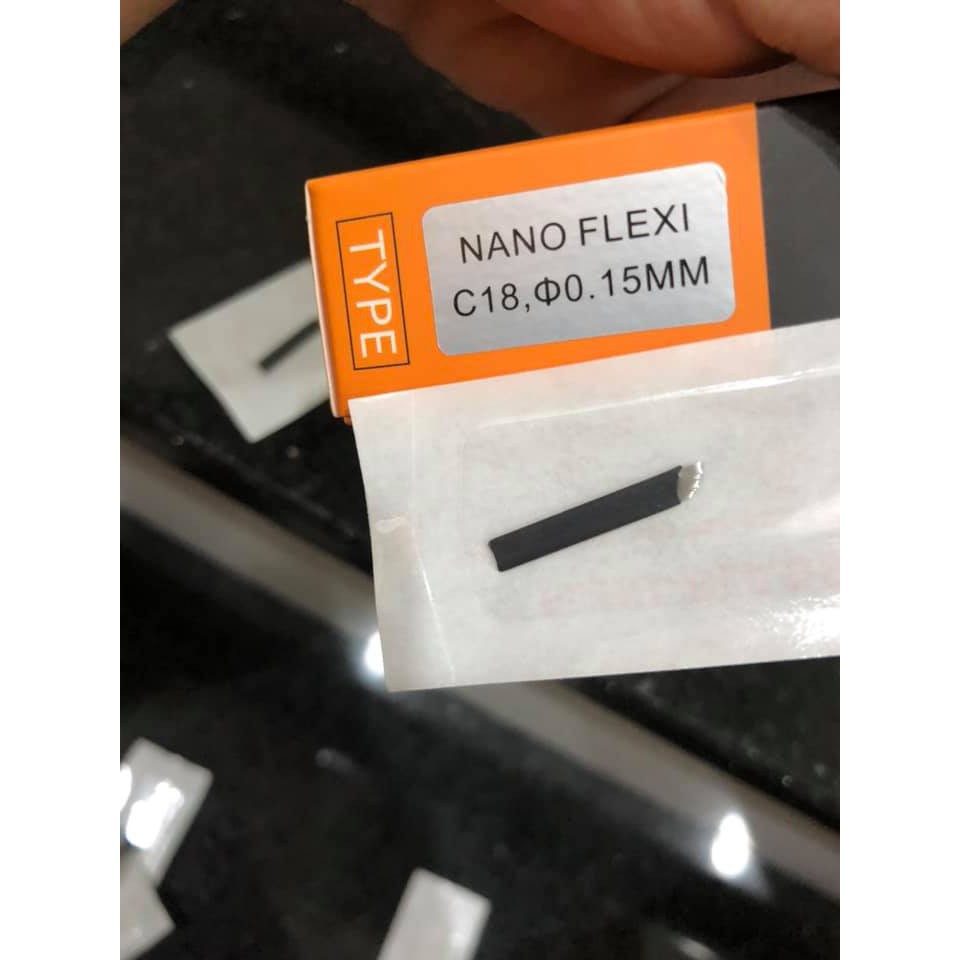 TYPE
NANO FLEXI
C18,Φ0.15MM